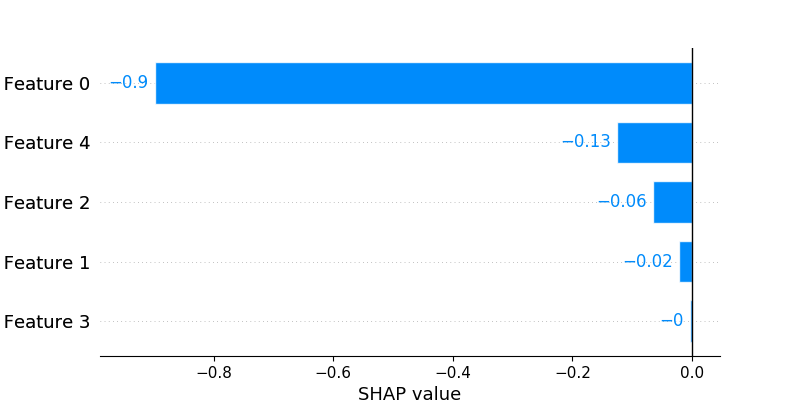 Feature 0 −0.9
Feature 4 −0.13
Feature 2 −0.06
Feature 1 −0.02
Feature 3 −0
−0.8 −0.6 −0.4 −0.2 0.0
SHAP value